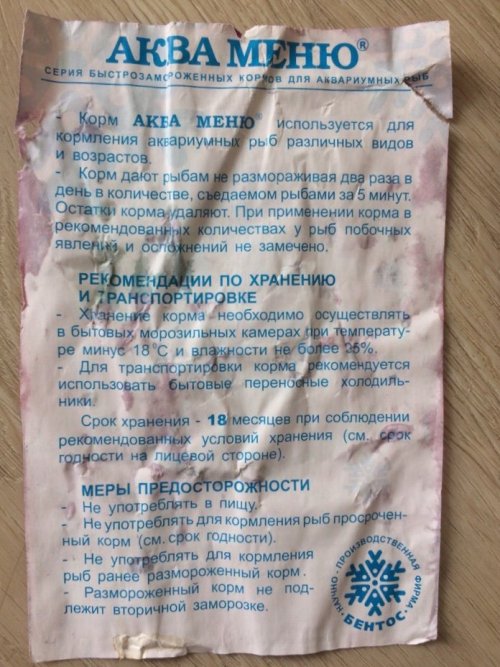 АКВА МЕНЮ®
СЕРИЯ БЫСТРОЗАМОРОЖЕННЫХ КОРМОВ ДЛЯ АКВАРИУМНЫХ РЫБ
- Корм АКВА МЕНЮ® используется для
кормления аквариумных рыб различных видов
и возрастов.
- Корм дают рыбам не размораживая два раза в
день в количестве, съедаемом рыбами за 5 минут.
Остатки корма удаляют. При применении корма в
рекомендованных количествах у рыб побочных
явлений и осложнений не замечено.
РЕКОМЕНДАЦИИ ПО ХРАНЕНИЮ
И ТРАНСПОРТИРОВКЕ
- Хранение корма необходимо осуществлять
в бытовых морозильных камерах при температу-
ре минус 18°С и влажности не более 95%.
- Для транспортировки корма рекомендуется
использовать бытовые переносные холодиль-
ники.
Срок хранения - 18 месяцев при соблюдении
рекомендованных условий хранения (см. срок
годности на лицевой стороне).
МЕРЫ ПРЕДОСТОРОЖНОСТИ
- Не употреблять в пищу.
- Не употреблять для кормления рыб просрочен-
ный корм (см. срок годности).
- Не употреблять для кормления
рыб ранее размороженный корм.
- Размороженный корм не под-
лежит вторичной заморозке.
НАУЧНО - ПРОИЗВОДСТВЕННАЯ ФИРМА
БЕНТОС